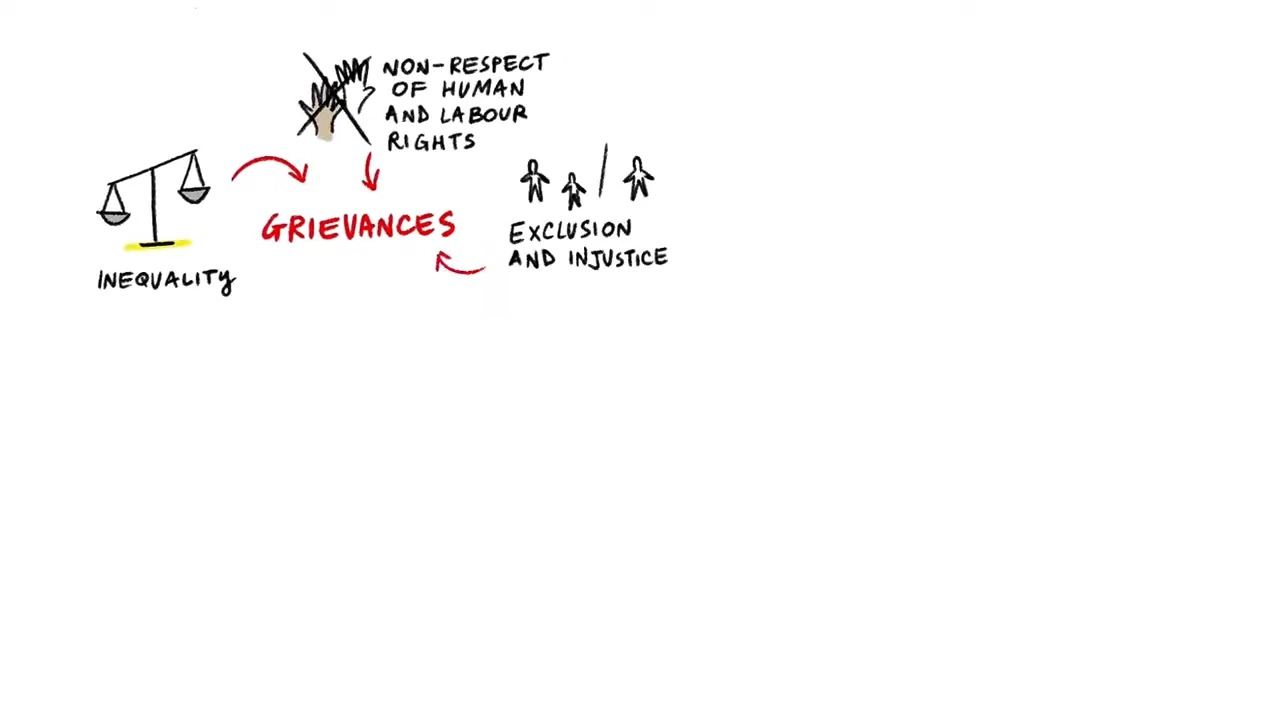 NON-RESPECT
OF HUMAN
AND LABOUR
RIGHTS
GRIEVANCES
EXCLUSION
AND INJUSTICE
INEQUALITY